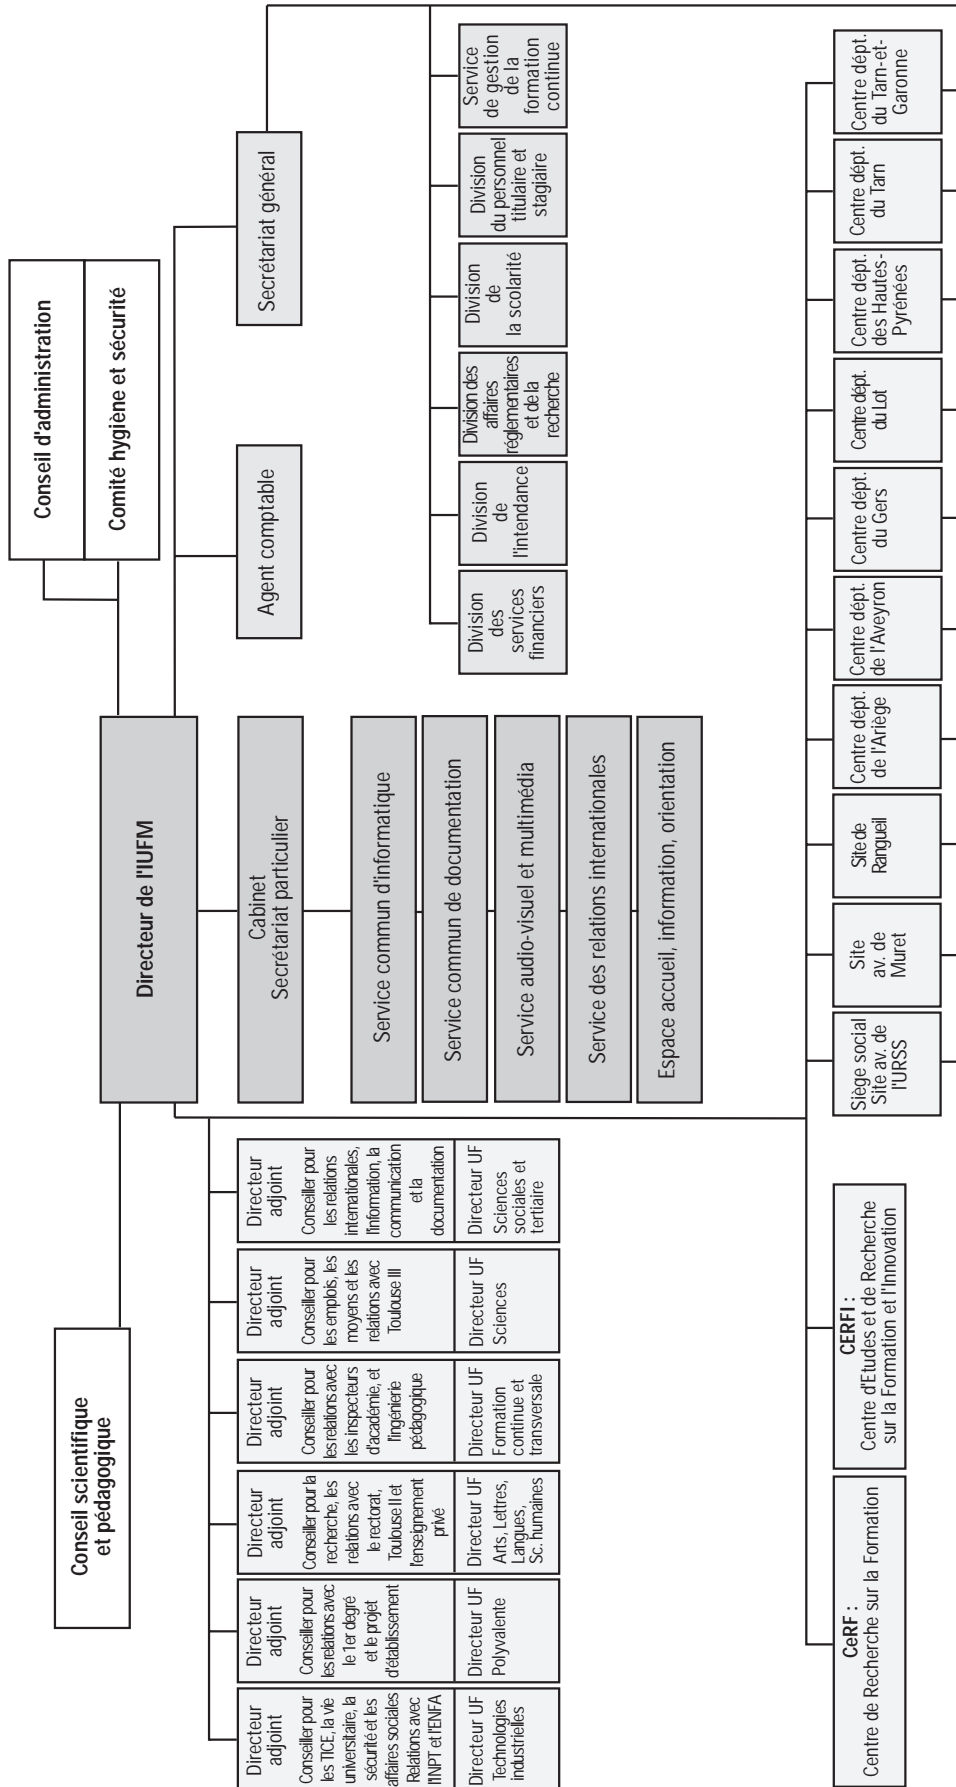 Conseil scientifique
et pédagogique
Conseil d'administration
Comité hygiène et sécurité
Directeur de l'IUFM
Directeur
adjoint
Conseiller pour
les TICE, la vie
universitaire, la
sécurité et les
affaires sociales
Relations avec
l'INPT et l'ENFA
Directeur UF
Technologies
industrielles
Directeur
adjoint
Conseiller pour
les relations avec
le 1er degré
et le projet
d'établissement
Directeur UF
Polyvalente
Directeur
adjoint
Conseiller pour la
recherche, les
relations avec
le rectorat,
Toulouse II et
l'enseignement
privé
Directeur UF
Arts, Lettres,
Langues,
Sc. humaines
Directeur
adjoint
Conseiller pour
les relations avec
les inspecteurs
d'académie, et
l'ingénierie
pédagogique
Directeur UF
Formation
continue et
transversale
Directeur
adjoint
Conseiller pour
les emplois, les
moyens et les
relations avec
Toulouse III
Directeur UF
Sciences
Directeur
adjoint
Conseiller pour
les relations
internationales,
l'information, la
communication
et la
documentation
Directeur UF
Sciences
sociales et
tertiaire
Cabinet
Secrétariat particulier
Service commun d'informatique
Service commun de documentation
Service audio-visuel et multimédia
Service des relations internationales
Espace accueil, information, orientation
Agent comptable
Secrétariat général
Division
des
services
financiers
Division
de
l'intendance
Division des
affaires
réglementaires
et de la
recherche
Division
de
la scolarité
Division
du personnel
titulaire et
stagiaire
Service
de gestion
de la
formation
continue
CeRF :
Centre de Recherche sur la Formation
CERFI :
Centre d'Etudes et de Recherche
sur la Formation et l'Innovation
Siège social
Site av. de
l'URSS
Site
av. de
Muret
Site de
Rangueil
Centre dépt.
de l'Ariège
Centre dépt.
de l'Aveyron
Centre dépt.
du Gers
Centre dépt.
du Lot
Centre dépt.
des Hautes-
Pyrénées
Centre dépt.
du Tarn
Centre dépt.
du Tarn-et-
Garonne